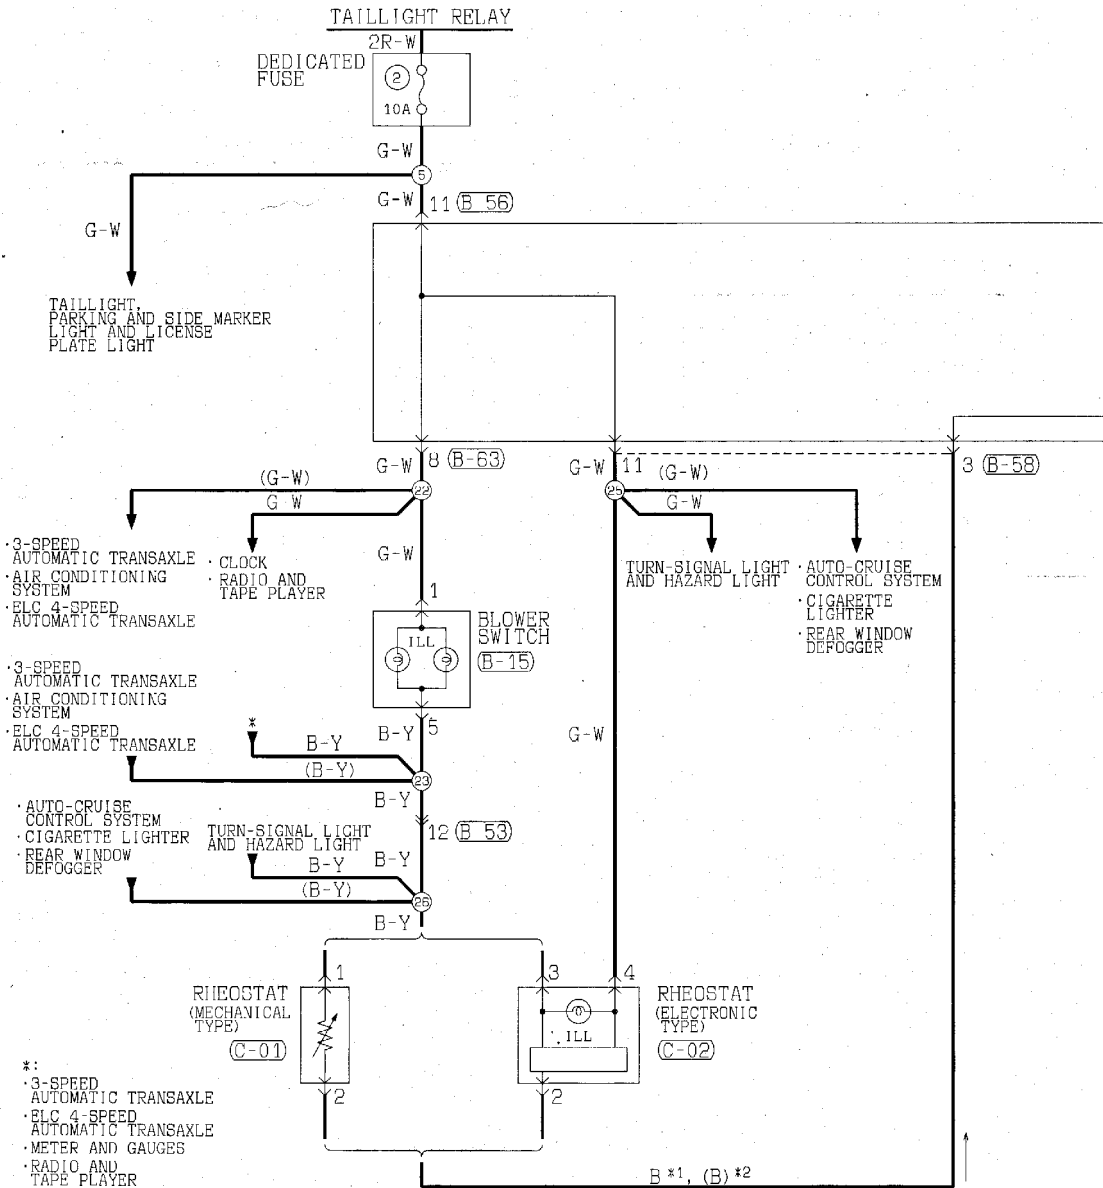 TAILLIGHT RELAY
2R-W
DEDICATED
FUSE
2
10A
G-W
5
G-W
11 (B 56)
G-W
TAILLIGHT,
PARKING AND SIDE MARKER
LIGHT AND LICENSE
PLATE LIGHT
G-W
8 (B-63)
G-W
11
3 (B-58)
(G-W)
22
G-W
25
(G-W)
G-W
·3-SPEED
AUTOMATIC TRANSAXLE
·AIR CONDITIONING
SYSTEM
·ELC 4-SPEED
AUTOMATIC TRANSAXLE
·CLOCK
·RADIO AND
TAPE PLAYER
G-W
TURN-SIGNAL LIGHT
AND HAZARD LIGHT
·AUTO-CRUISE
CONTROL SYSTEM
·CIGARETTE
LIGHTER
·REAR WINDOW
DEFOGGER
1
ILL
BLOWER
SWITCH
(B-15)
·3-SPEED
AUTOMATIC TRANSAXLE
·AIR CONDITIONING
SYSTEM
·ELC 4-SPEED
AUTOMATIC TRANSAXLE
*
B-Y
5
G-W
B-Y
(B-Y)
23
B-Y
·AUTO-CRUISE
CONTROL SYSTEM
·CIGARETTE LIGHTER
·REAR WINDOW
DEFOGGER
TURN-SIGNAL LIGHT
AND HAZARD LIGHT
12 (B 53)
B-Y
B-Y
(B-Y)
26
B-Y
1
3
4
RHEOSTAT
(MECHANICAL
TYPE)
(C-01)
ILL
RHEOSTAT
(ELECTRONIC
TYPE)
(C-02)
2
2
*:
·3-SPEED
AUTOMATIC TRANSAXLE
·ELC 4-SPEED
AUTOMATIC TRANSAXLE
·METER AND GAUGES
·RADIO AND
TAPE PLAYER
B *1, (B) *2